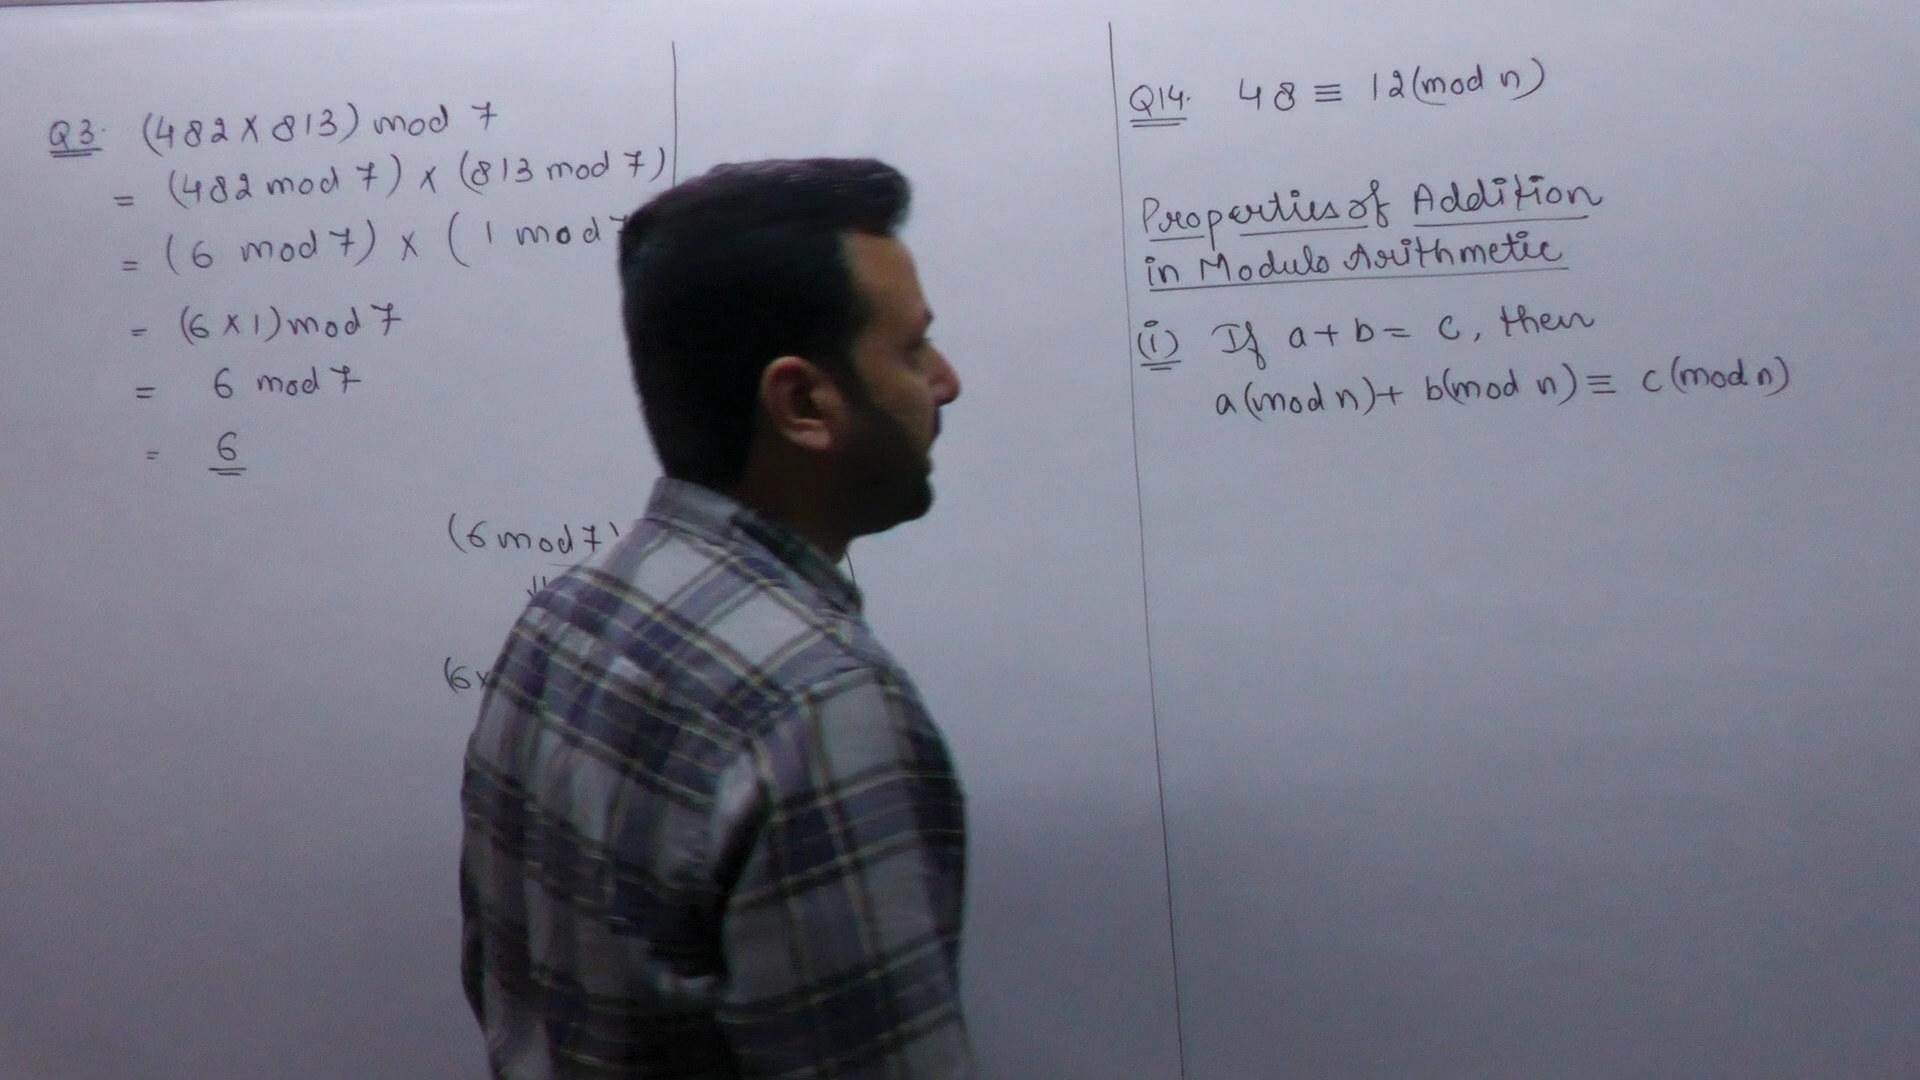 Q3. (482 × 813) mod 7
= (482 mod 7) × (813 mod 7)
= (6 mod 7) × ( 1 mod 7
= (6 × 1) mod 7
= 6 mod 7
= 6
(6 mod 7)
(6×
Q14. 48 ≡ 12 (mod n)
Properties of Addition
in Modulo Arithmetic
(i) If a + b = c, then
a (mod n) + b(mod n) ≡ c (mod n)